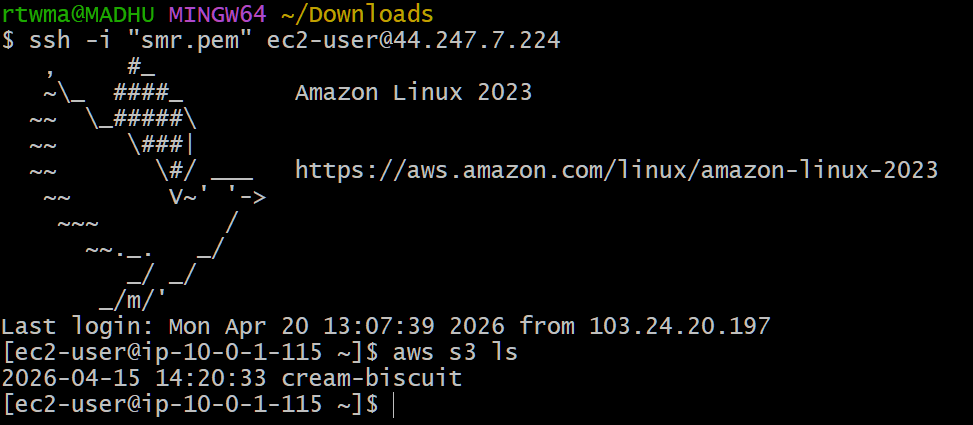 rtwma@MADHU MINGW64 ~/Downloads
$ ssh -i "smr.pem" ec2-user@44.247.7.224
   ,     #_
   ~\_  ####_        Amazon Linux 2023
  ~~  \_#####\
  ~~     \###|
  ~~       \#/ ___   https://aws.amazon.com/linux/amazon-linux-2023
   ~~       V~' '->
    ~~~         /
      ~~._.   _/
         _/ _/
       _/m/'
Last login: Mon Apr 20 13:07:39 2026 from 103.24.20.197
[ec2-user@ip-10-0-1-115 ~]$ aws s3 ls
2026-04-15 14:20:33 cream-biscuit
[ec2-user@ip-10-0-1-115 ~]$